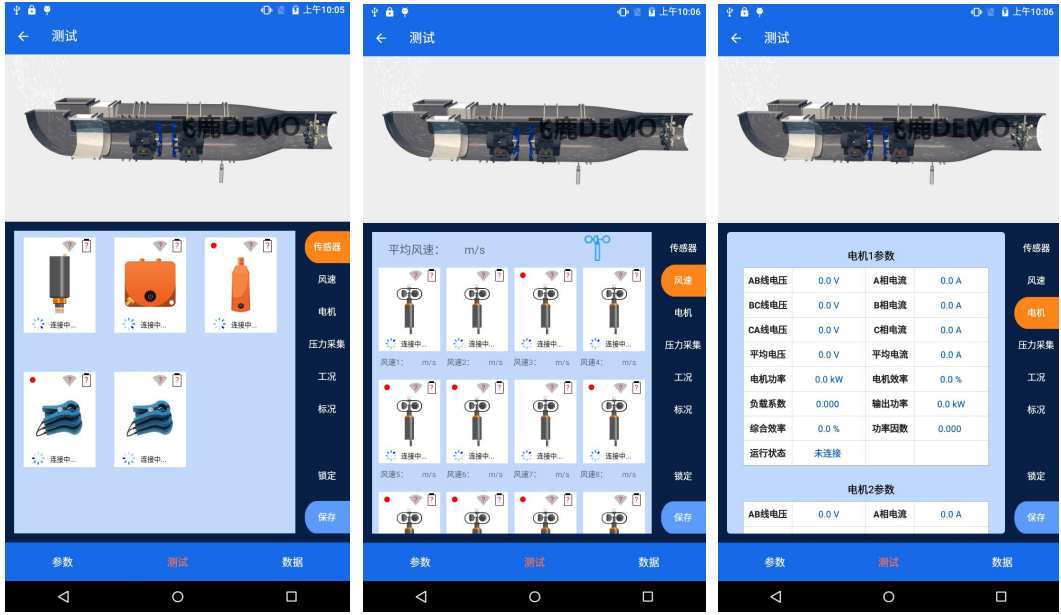 上午10:05
测试
飞鹿DEMO
传感器
风速
电机
压力采集
工况
标况
锁定
保存
? ?
? ?
? ?
连接中...
连接中...
连接中...
? ?
? ?
连接中...
连接中...
参数
测试
数据
上午10:06
测试
飞鹿DEMO
平均风速： m/s
传感器
风速
电机
压力采集
工况
标况
锁定
保存
? ?
? ?
? ?
? ?
连接中...
连接中...
连接中...
连接中...
风速1： m/s
风速2： m/s
风速3： m/s
风速4： m/s
? ?
? ?
? ?
? ?
连接中...
连接中...
连接中...
连接中...
风速5： m/s
风速6： m/s
风速7： m/s
风速8： m/s
? ?
? ?
? ?
? ?
参数
测试
数据
上午10:06
测试
飞鹿DEMO
传感器
风速
电机
压力采集
工况
标况
锁定
保存
电机1参数
AB线电压 0.0 V A相电流 0.0 A
BC线电压 0.0 V B相电流 0.0 A
CA线电压 0.0 V C相电流 0.0 A
平均电压 0.0 V 平均电流 0.0 A
电机功率 0.0 kW 电机效率 0.0 %
负载系数 0.000 输出功率 0.0 kW
综合效率 0.0 % 功率因数 0.000
运行状态 未连接
电机2参数
AB线电压 0.0 V A相电流 0.0 A
参数
测试
数据